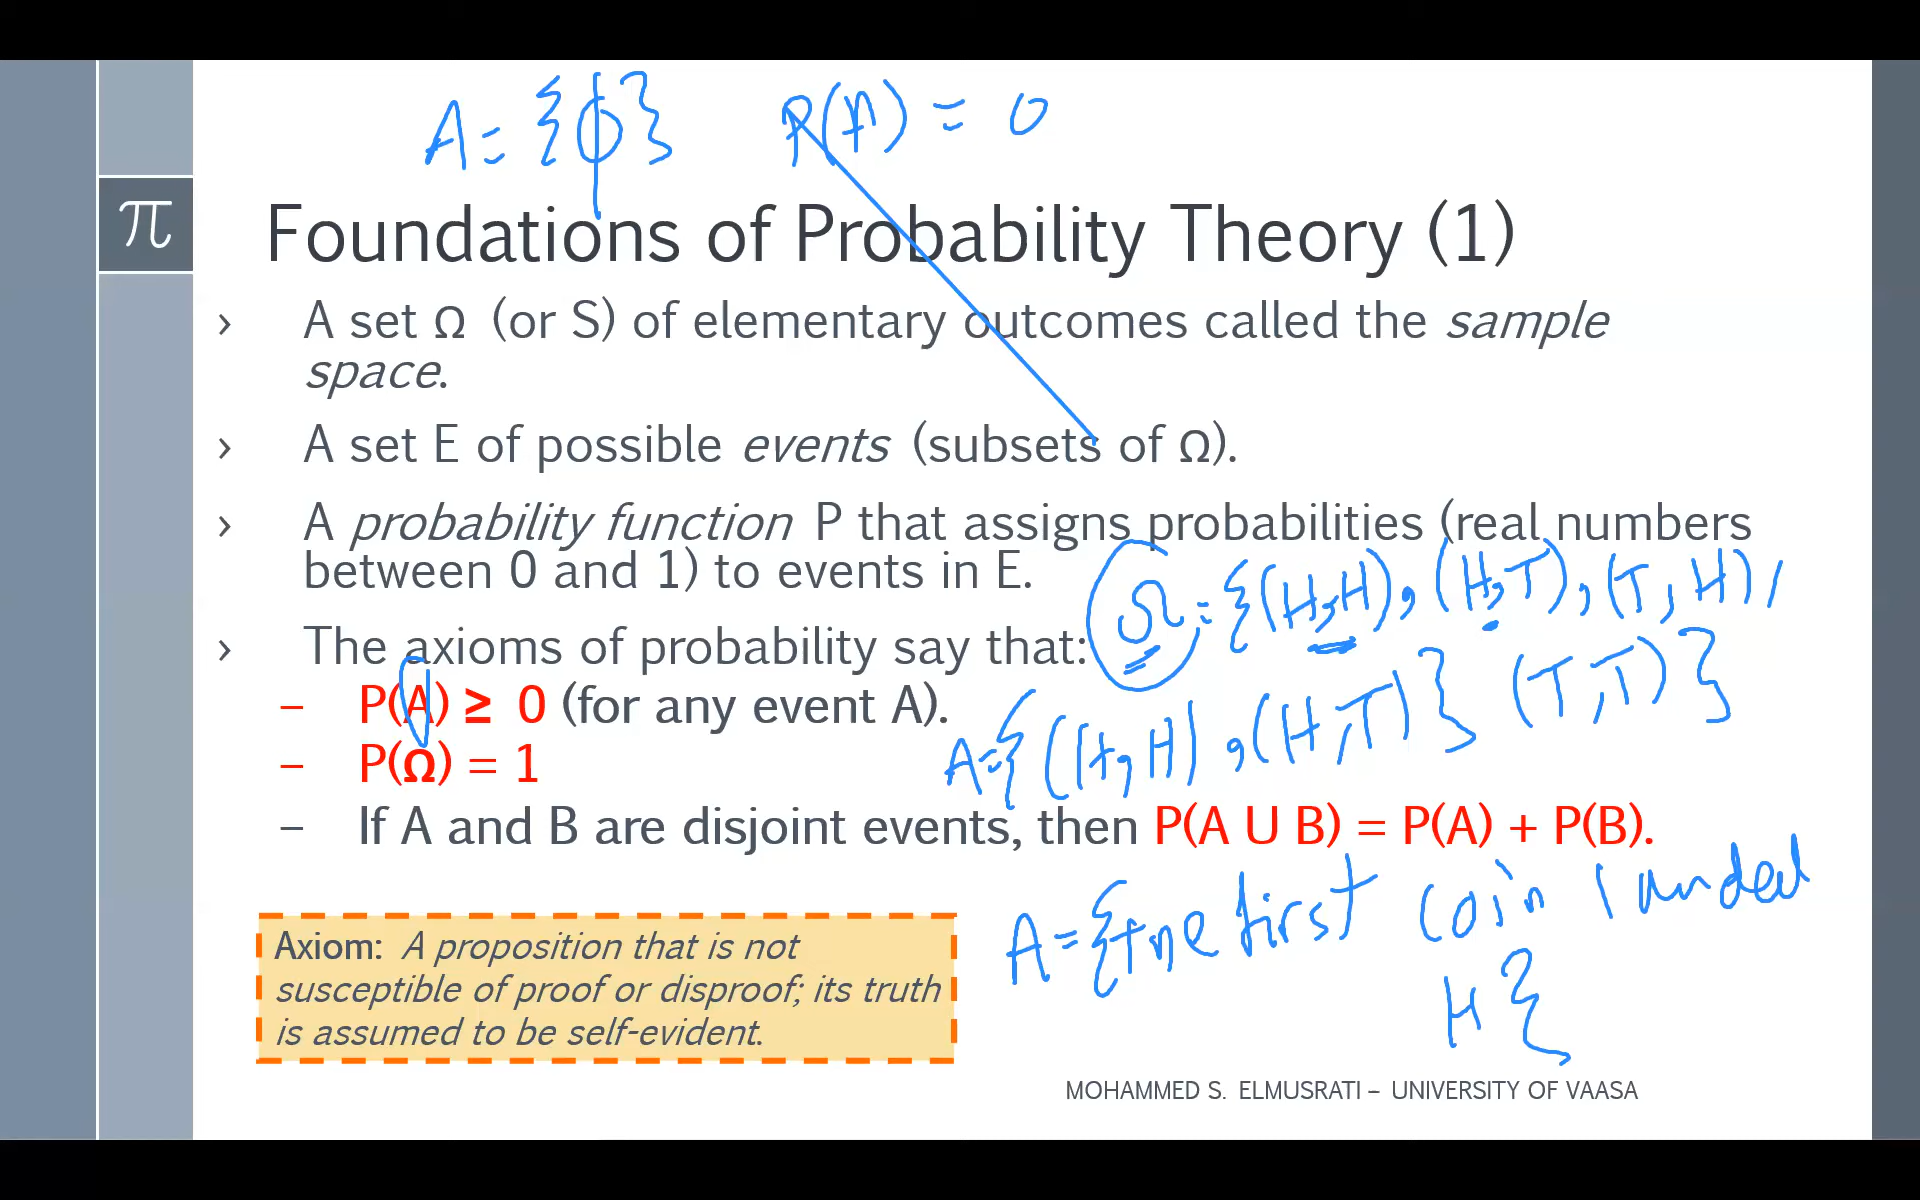 A = {ϕ} P(A) = 0
π
Foundations of Probability Theory (1)
› A set Ω (or S) of elementary outcomes called the sample
space.
› A set E of possible events (subsets of Ω).
› A probability function P that assigns probabilities (real numbers
between 0 and 1) to events in E.
Ω = {(H,H), (H,T), (T,H),
› The axioms of probability say that:
(T,T)}
– P(A) ≥ 0 (for any event A).
A = {(H,H), (H,T)}
– P(Ω) = 1
– If A and B are disjoint events, then P(A U B) = P(A) + P(B).
A = {the first coin landed
H}
Axiom: A proposition that is not
susceptible of proof or disproof; its truth
is assumed to be self-evident.
MOHAMMED S. ELMUSRATI – UNIVERSITY OF VAASA